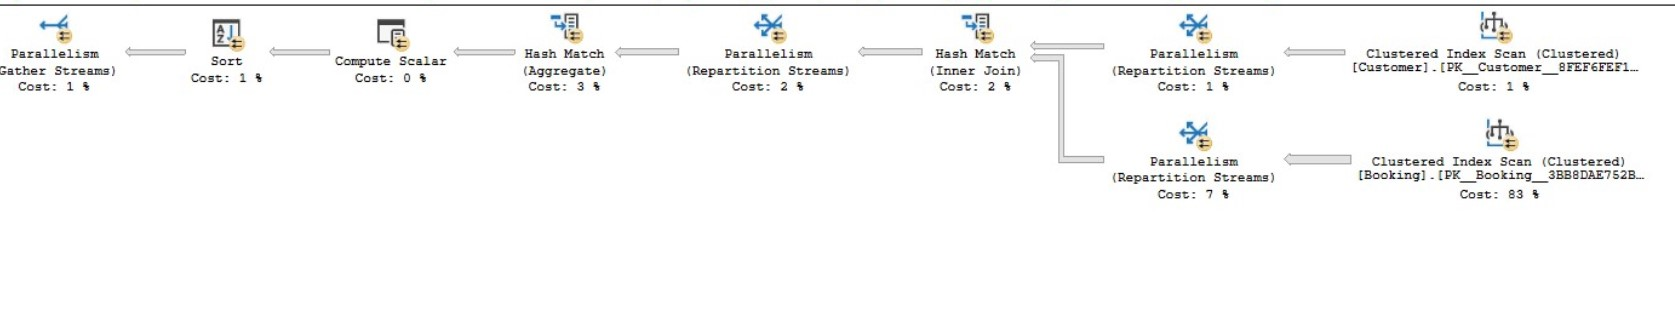 Parallelism
Gather Streams)
Cost: 1 %
Sort
Cost: 1 %
Compute Scalar
Cost: 0 %
Hash Match
(Aggregate)
Cost: 3 %
Parallelism
(Repartition Streams)
Cost: 2 %
Hash Match
(Inner Join)
Cost: 2 %
Parallelism
(Repartition Streams)
Cost: 1 %
Clustered Index Scan (Clustered)
[Customer].[PK__Customer__8FEF6FEF1…
Cost: 1 %
Parallelism
(Repartition Streams)
Cost: 7 %
Clustered Index Scan (Clustered)
[Booking].[PK__Booking__3BB8DAE752B…
Cost: 83 %